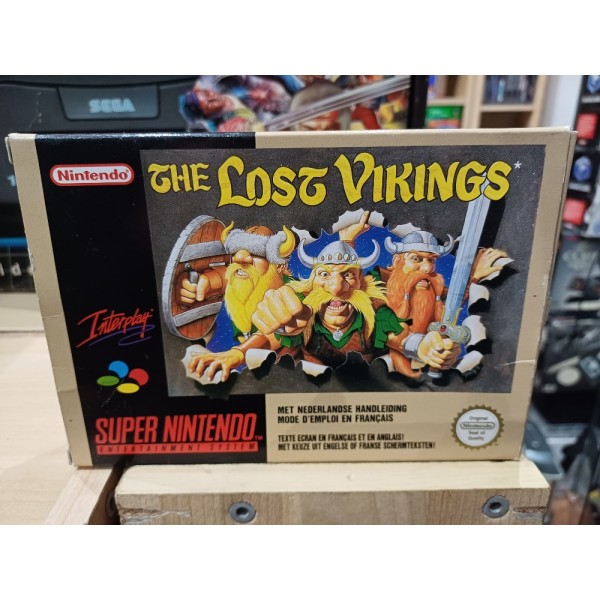 SEGA
Nintendo
THE LOST VIKINGS*
Interplay
SUPER NINTENDO
ENTERTAINMENT SYSTEM
MET NEDERLANDSE HANDLEIDING
MODE D'EMPLOI EN FRANÇAIS
TEXTE ECRAN EN FRANÇAIS ET EN ANGLAIS!
MET KEUZE UIT ENGELSE OF FRANSE SCHERMTEKSTEN!
Original
Nintendo
Seal of
Quality